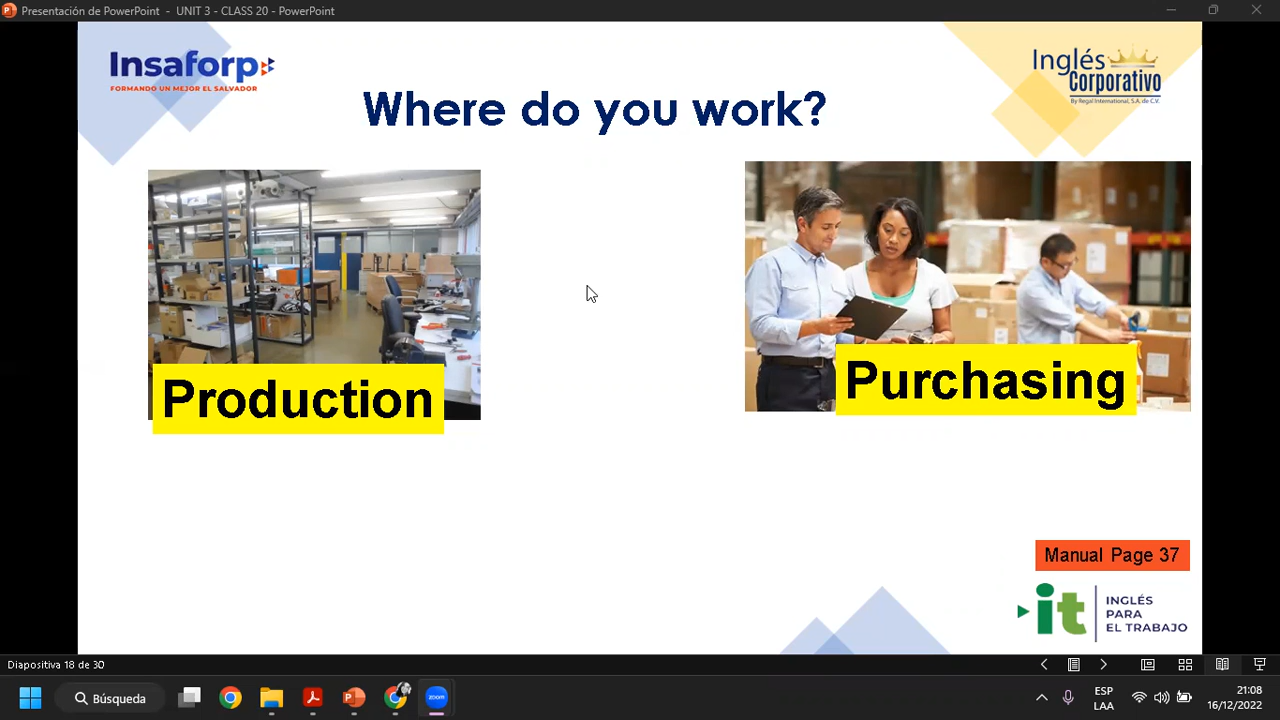 Presentación de PowerPoint - UNIT 3 - CLASS 20 - PowerPoint
Insaforp
FORMANDO UN MEJOR EL SALVADOR
Inglés
Corporativo
By Regal International, S.A. de C.V.
Where do you work?
Production
Purchasing
Manual Page 37
it
INGLÉS
PARA
EL TRABAJO
Diapositiva 18 de 30
Búsqueda
zoom
ESP
LAA
21:08
16/12/2022